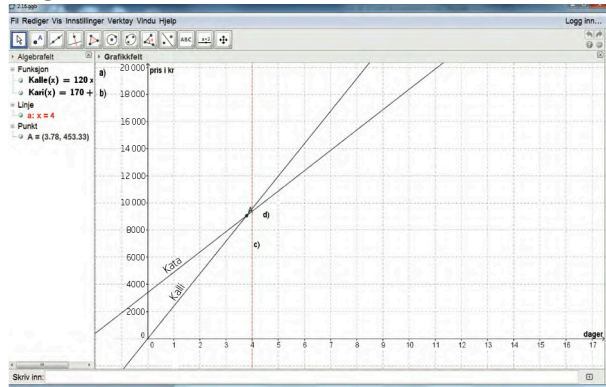 2.16.ggb
Fil Rediger Vis Innstillinger Verktøy Vindu Hjelp Logg inn...
ABC a=2
Algebrafelt Grafikkfelt
Funksjon
Kalle(x) = 120 x
Kari(x) = 170 +
Linje
a: x = 4
Punkt
A = (3.78, 453.33)
a)
b)
pris i kr
20 000
18 000
16 000
14 000
12 000
10 000
8000
6000
4000
2000
0
A
d)
c)
Kata
Kalli
0 1 2 3 4 5 6 7 8 9 10 11 12 13 14 15 16 17
dager
Skriv inn: